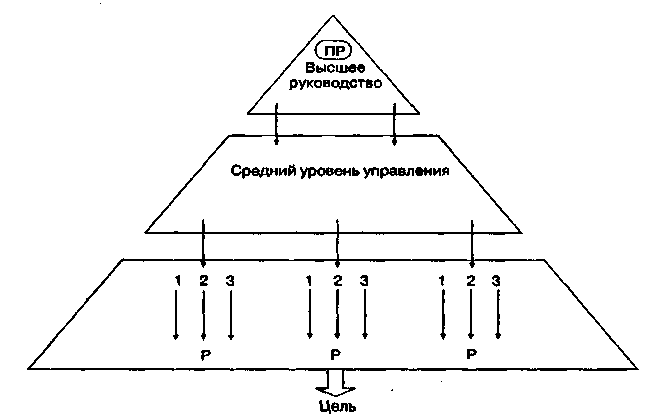 ПР
Высшее
руководство
Средний уровень управления
1 2 3 1 2 3 1 2 3
Р Р Р
Цель